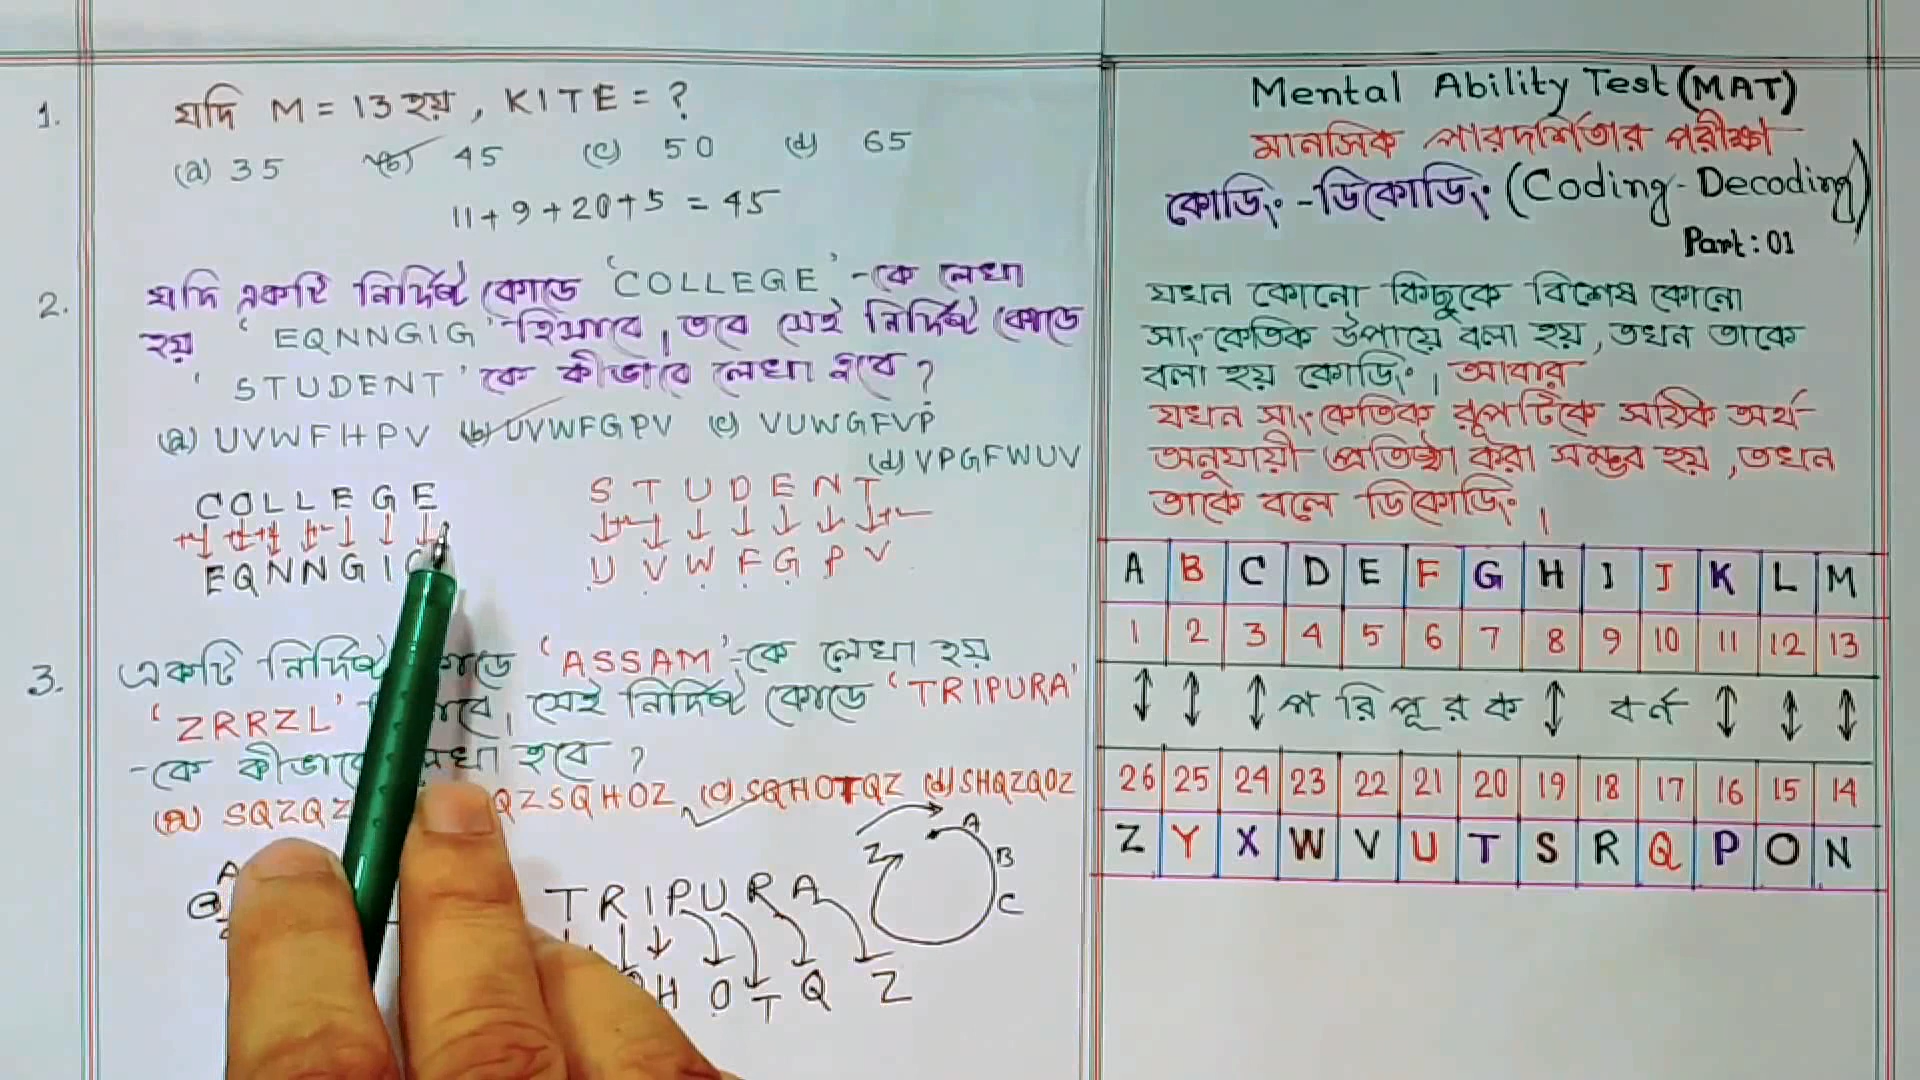 1. যদি M = 13 হয়, KITE = ?
(a) 35 (b) 45 (c) 50 (d) 65
11 + 9 + 20 + 5 = 45
2. যদি একটি নির্দিষ্ট কোডে 'COLLEGE' -কে লেখা
হয় 'EQNNGIG' হিসাবে, তবে সেই নির্দিষ্ট কোডে
'STUDENT' কে কীভাবে লেখা হবে ?
(a) UVWFHPV (b) UVWFGPV (c) VUWGFVP
(d) VPGFWUV
C O L L E G E
E Q N N G I
S T U D E N T
U V W F G P V
3. একটি নির্দিষ্ট 'ASSAM' -কে লেখা হয়
'ZRRZL' সেই নির্দিষ্ট কোডে 'TRIPURA'
-কে কীভাবে হবে ?
(a) SQZQZ QZSQHOZ (c) SQHOTQZ (d) SHQZQOZ
T R I P U R A
H O T Q Z
A B C Z
Mental Ability Test (MAT)
মানসিক পারদর্শিতার পরীক্ষা
কোডিং - ডিকোডিং (Coding - Decoding)
Part : 01
যখন কোনো কিছুকে বিশেষ কোনো
সাংকেতিক উপায়ে বলা হয়, তখন তাকে
বলা হয় কোডিং। আবার
যখন সাংকেতিক রূপটিকে সঠিক অর্থ
অনুযায়ী প্রতিষ্ঠা করা সম্ভব হয়, তখন
তাকে বলে ডিকোডিং।
A B C D E F G H I J K L M
1 2 3 4 5 6 7 8 9 10 11 12 13
পরিপূরক বর্ন
26 25 24 23 22 21 20 19 18 17 16 15 14
Z Y X W V U T S R Q P O N